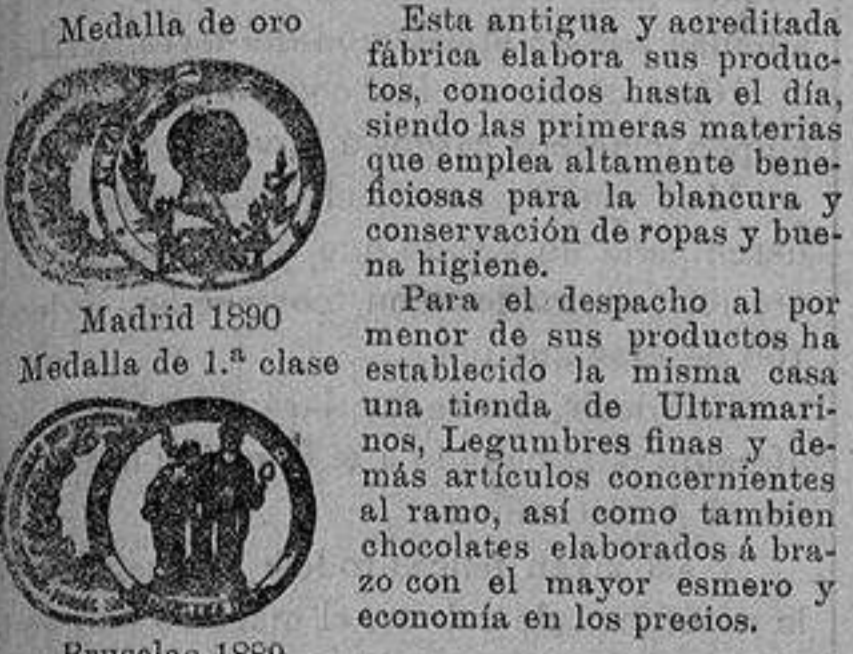 Medalla de oro
Madrid 1890
Medalla de 1.ª clase
Esta antigua y acreditada
fábrica elabora sus produc-
tos, conocidos hasta el día,
siendo las primeras materias
que emplea altamente bene-
ficiosas para la blancura y
conservación de ropas y bue-
na higiene.
Para el despacho al por
menor de sus productos ha
establecido la misma casa
una tienda de Ultramari-
nos, Legumbres finas y de-
más artículos concernientes
al ramo, así como tambien
chocolates elaborados á bra-
zo con el mayor esmero y
economía en los precios.